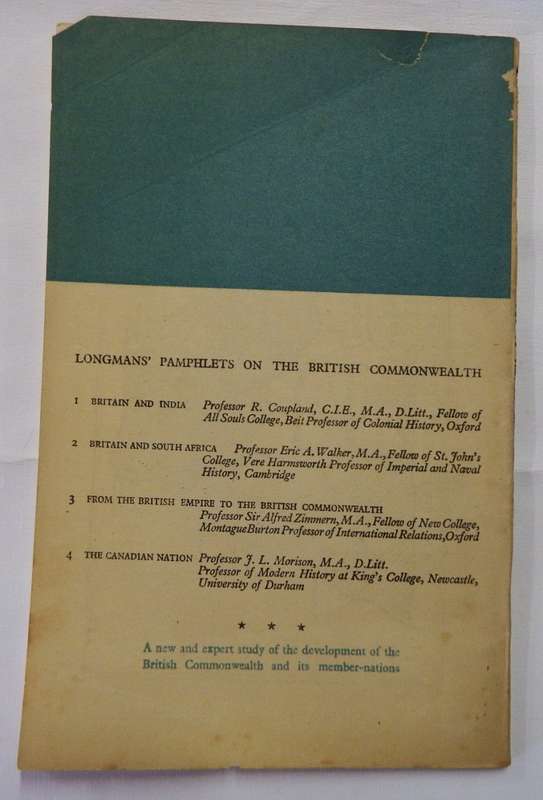 LONGMANS' PAMPHLETS ON THE BRITISH COMMONWEALTH
1 BRITAIN AND INDIA Professor R. Coupland, C.I.E., M.A., D.Litt., Fellow of
All Souls College, Beit Professor of Colonial History, Oxford
2 BRITAIN AND SOUTH AFRICA Professor Eric A. Walker, M.A., Fellow of St. John's
College, Vere Harmsworth Professor of Imperial and Naval
History, Cambridge
3 FROM THE BRITISH EMPIRE TO THE BRITISH COMMONWEALTH
Professor Sir Alfred Zimmern, M.A., Fellow of New College,
Montague Burton Professor of International Relations, Oxford
4 THE CANADIAN NATION Professor J. L. Morison, M.A., D.Litt.
Professor of Modern History at King's College, Newcastle,
University of Durham
* * *
A new and expert study of the development of the
British Commonwealth and its member-nations